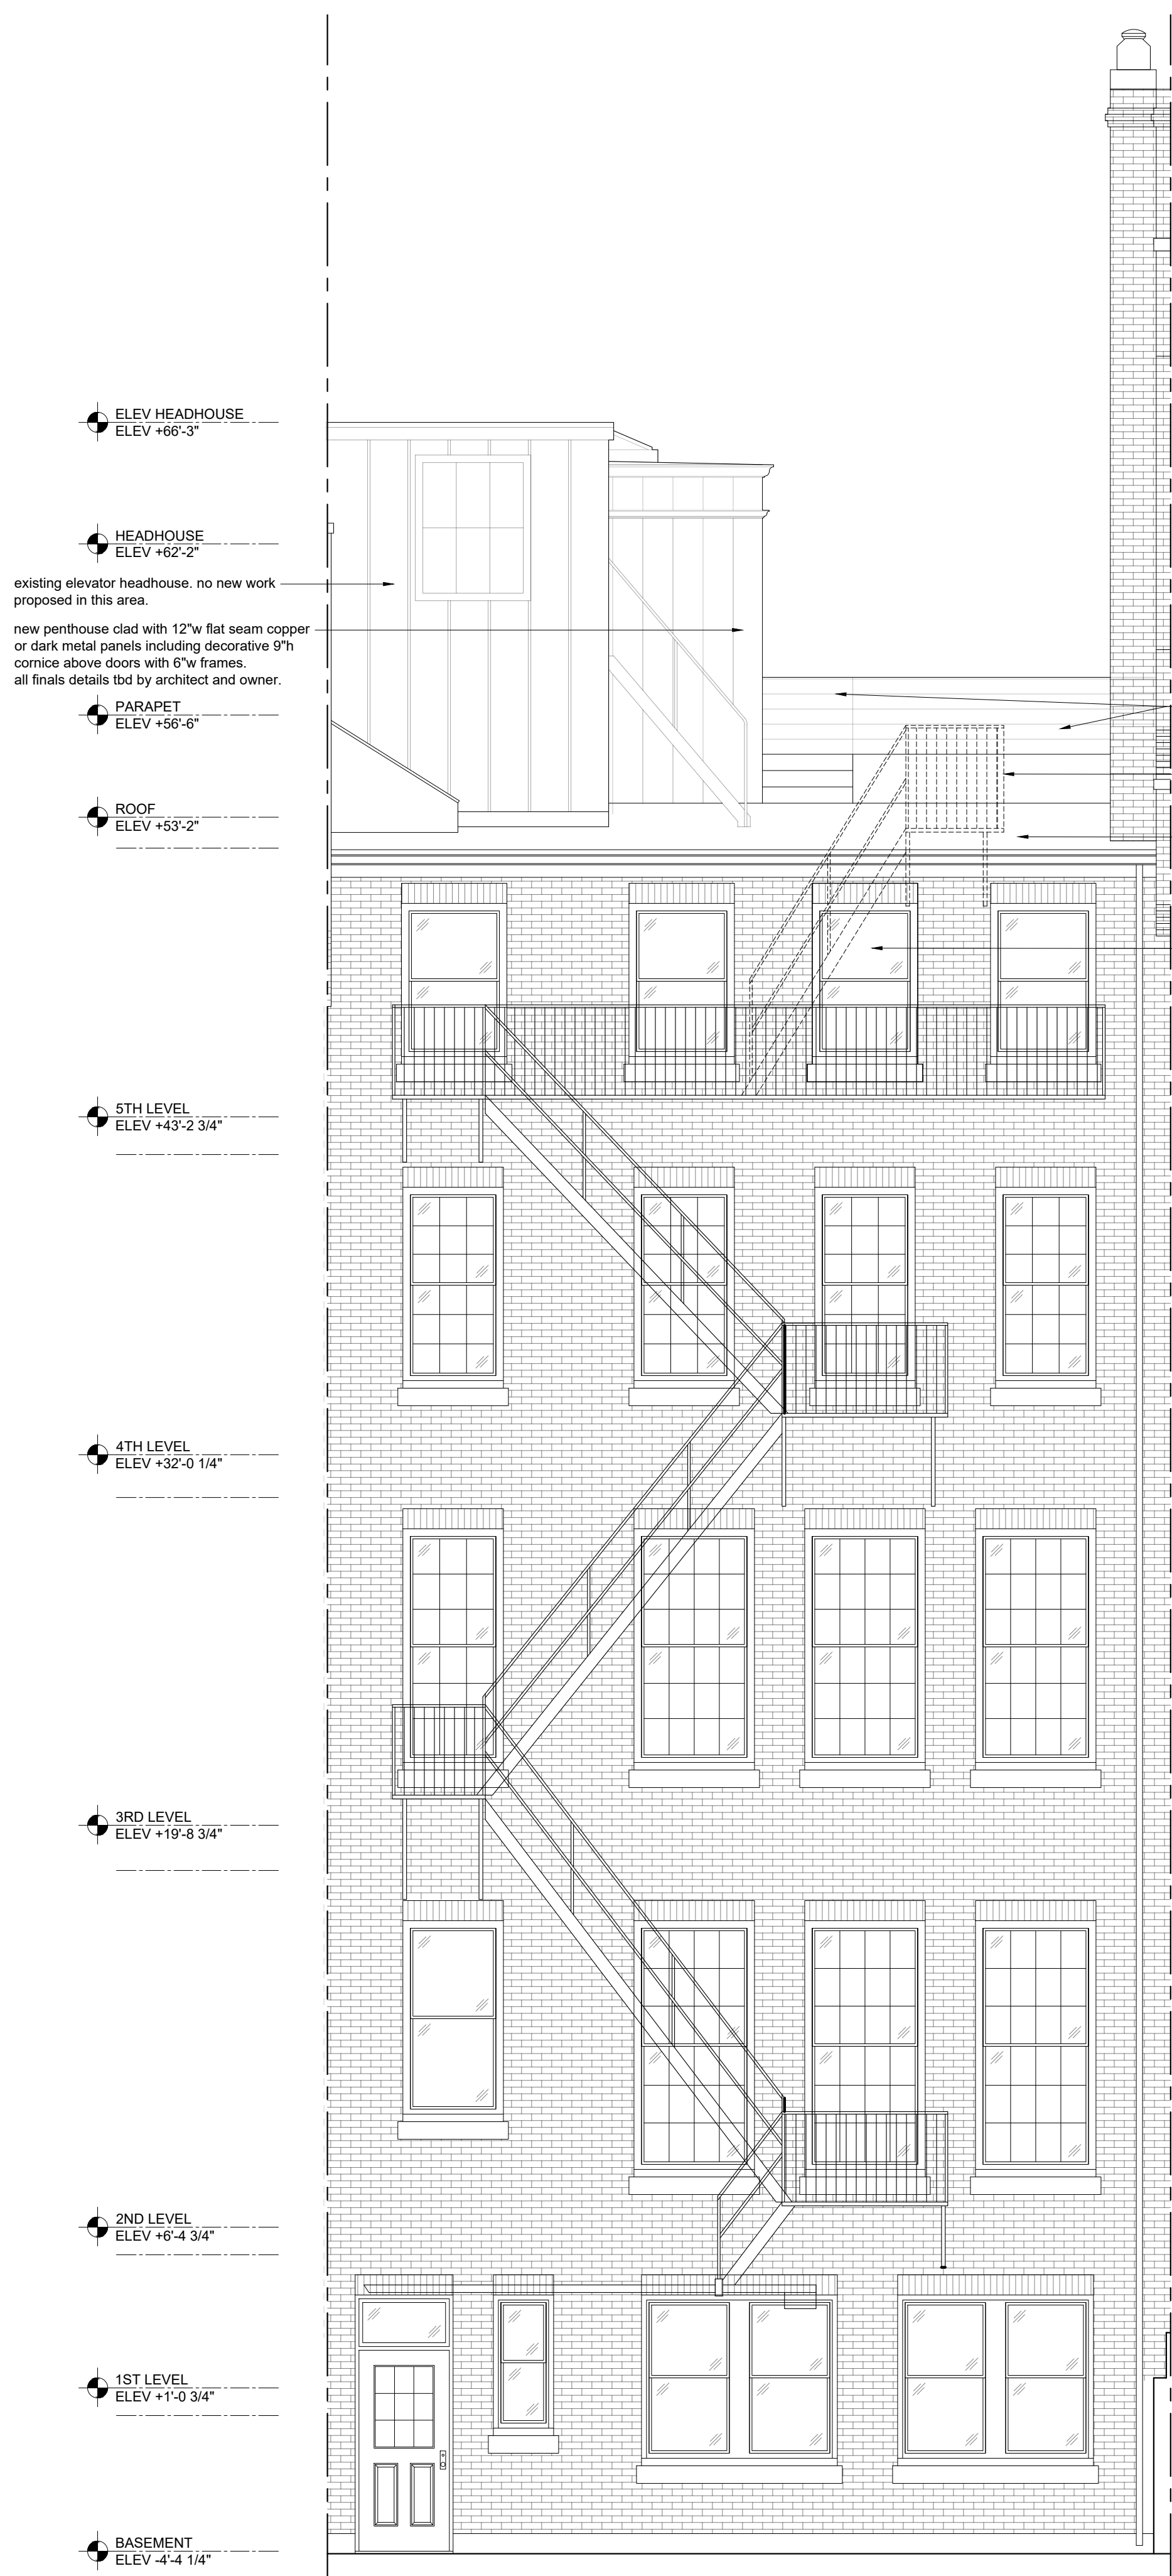 ELEV HEADHOUSE
ELEV +66'-3"
HEADHOUSE
ELEV +62'-2"
existing elevator headhouse. no new work
proposed in this area.
new penthouse clad with 12"w flat seam copper
or dark metal panels including decorative 9"h
cornice above doors with 6"w frames.
all finals details tbd by architect and owner.
PARAPET
ELEV +56'-6"
ROOF
ELEV +53'-2"
5TH LEVEL
ELEV +43'-2 3/4"
4TH LEVEL
ELEV +32'-0 1/4"
3RD LEVEL
ELEV +19'-8 3/4"
2ND LEVEL
ELEV +6'-4 3/4"
1ST LEVEL
ELEV +1'-0 3/4"
BASEMENT
ELEV -4'-4 1/4"